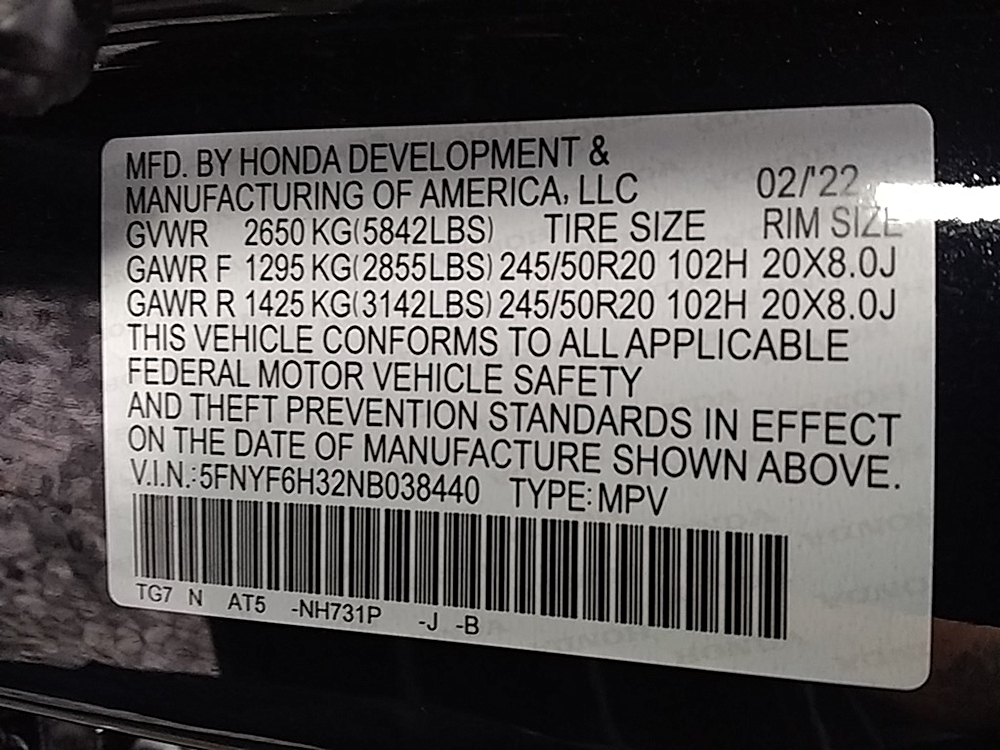 MFD. BY HONDA DEVELOPMENT &
MANUFACTURING OF AMERICA, LLC 02/'22
GVWR 2650 KG(5842LBS) TIRE SIZE RIM SIZE
GAWR F 1295 KG(2855LBS) 245/50R20 102H 20X8.0J
GAWR R 1425 KG(3142LBS) 245/50R20 102H 20X8.0J
THIS VEHICLE CONFORMS TO ALL APPLICABLE
FEDERAL MOTOR VEHICLE SAFETY
AND THEFT PREVENTION STANDARDS IN EFFECT
ON THE DATE OF MANUFACTURE SHOWN ABOVE.
V.I.N.: 5FNYF6H32NB038440 TYPE: MPV
TG7 N AT5 -NH731P -J -B